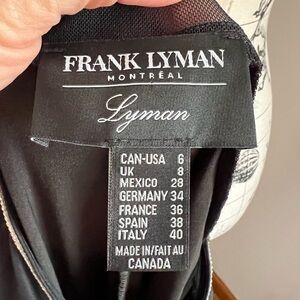 FRANK LYMAN
MONTRÉAL
Lyman
CAN-USA 6
UK 8
MEXICO 28
GERMANY 34
FRANCE 36
SPAIN 38
ITALY 40
MADE IN/FAIT AU
CANADA